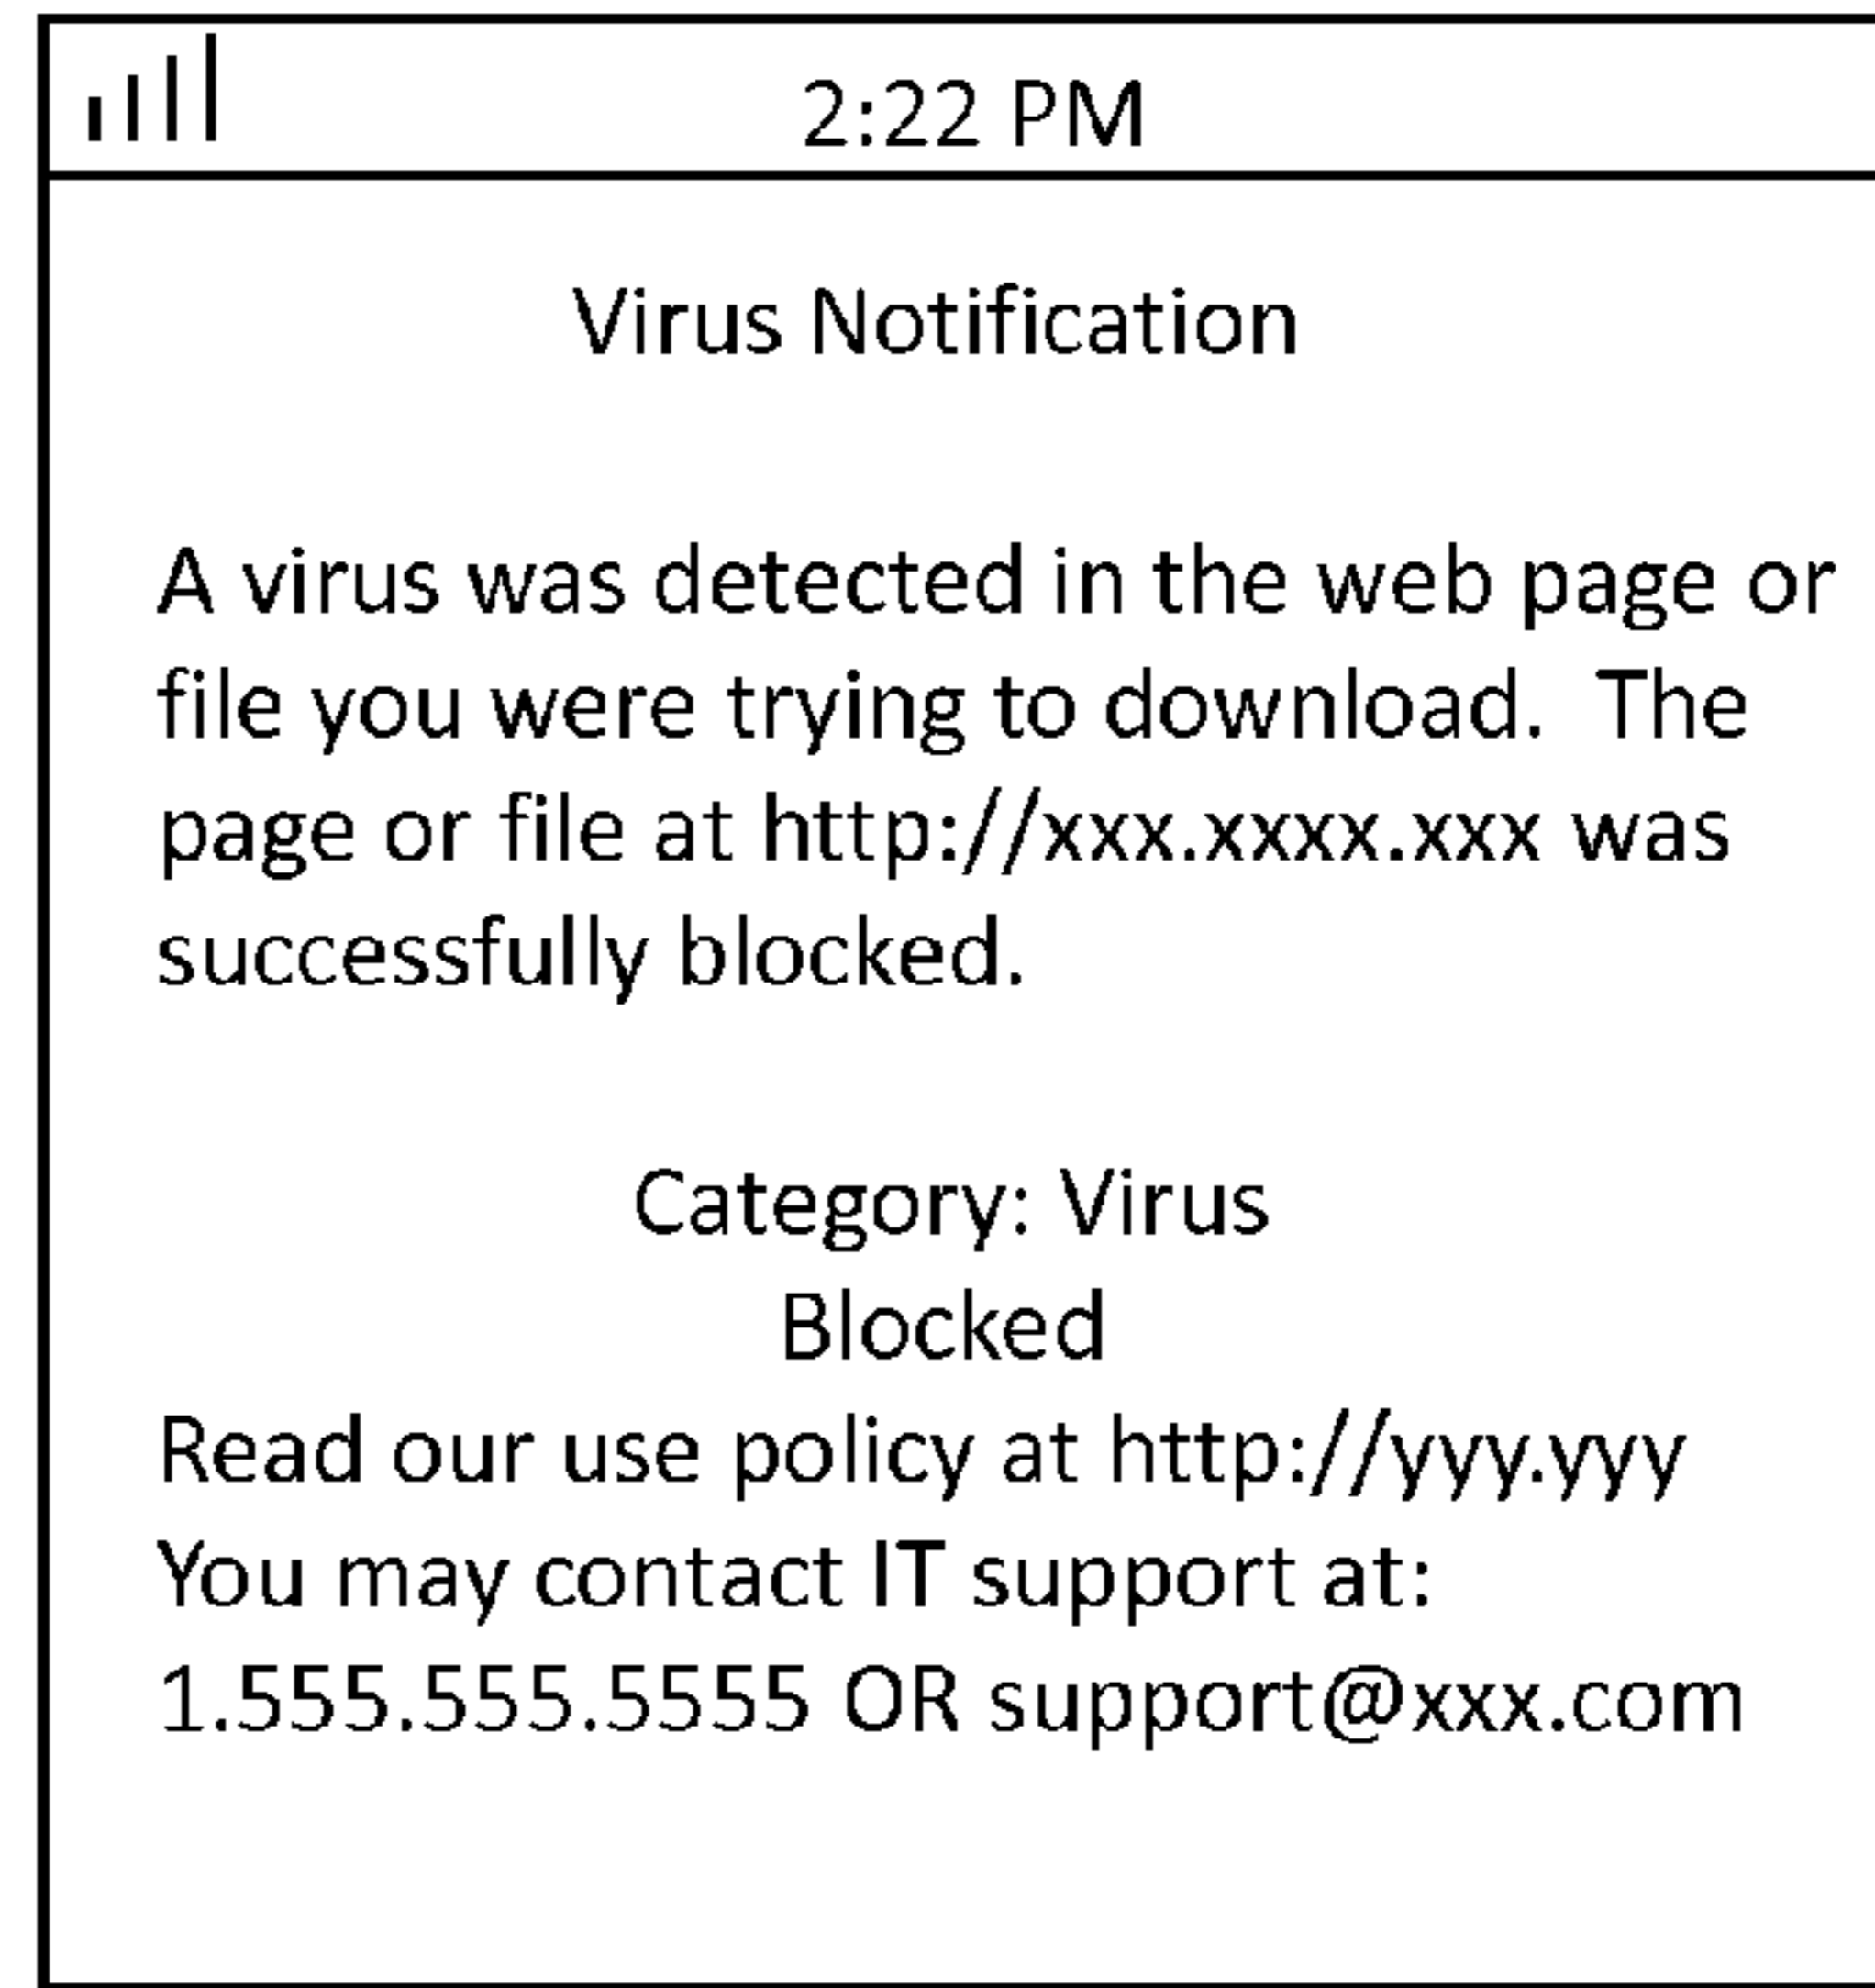 2:22 PM
Virus Notification
A virus was detected in the web page or
file you were trying to download.  The
page or file at http://xxx.xxxx.xxx was
successfully blocked.
Category: Virus
Blocked
Read our use policy at http://yyy.yyy
You may contact IT support at:
1.555.555.5555 OR support@xxx.com